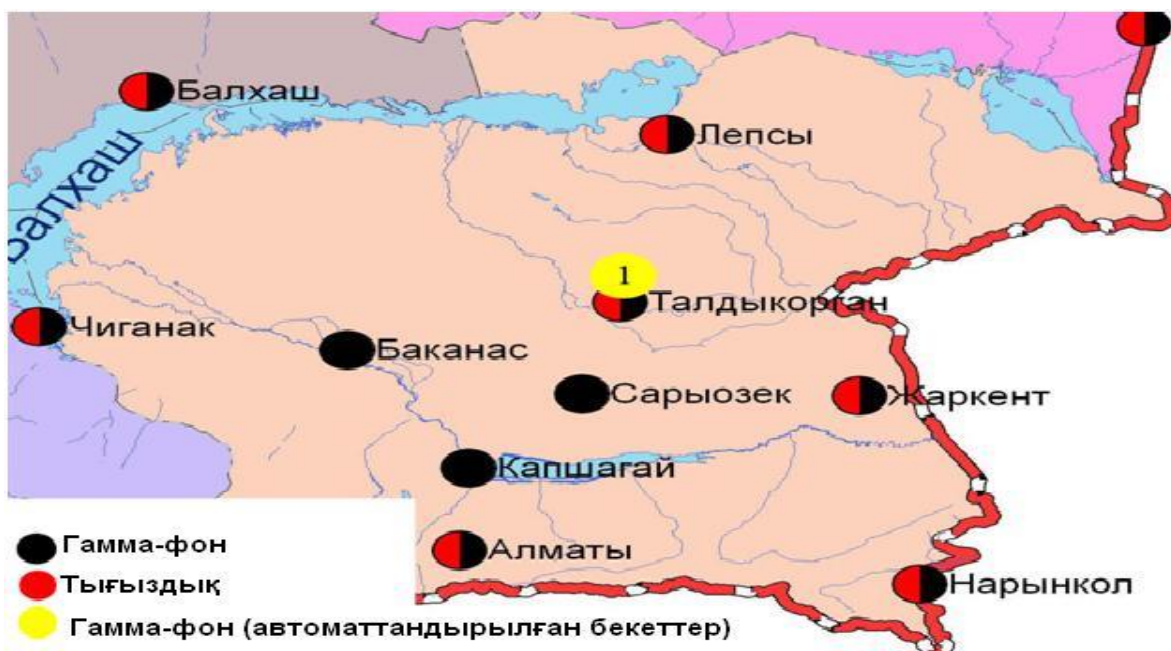 Балхаш
Лепсы
Балхаш
1
Талдыкорган
Чиганак
Баканас
Сарыозек
Жаркент
Капшагай
Гамма-фон
Алматы
Тығыздық
Нарынкол
Гамма-фон (автоматтандырылған бекеттер)